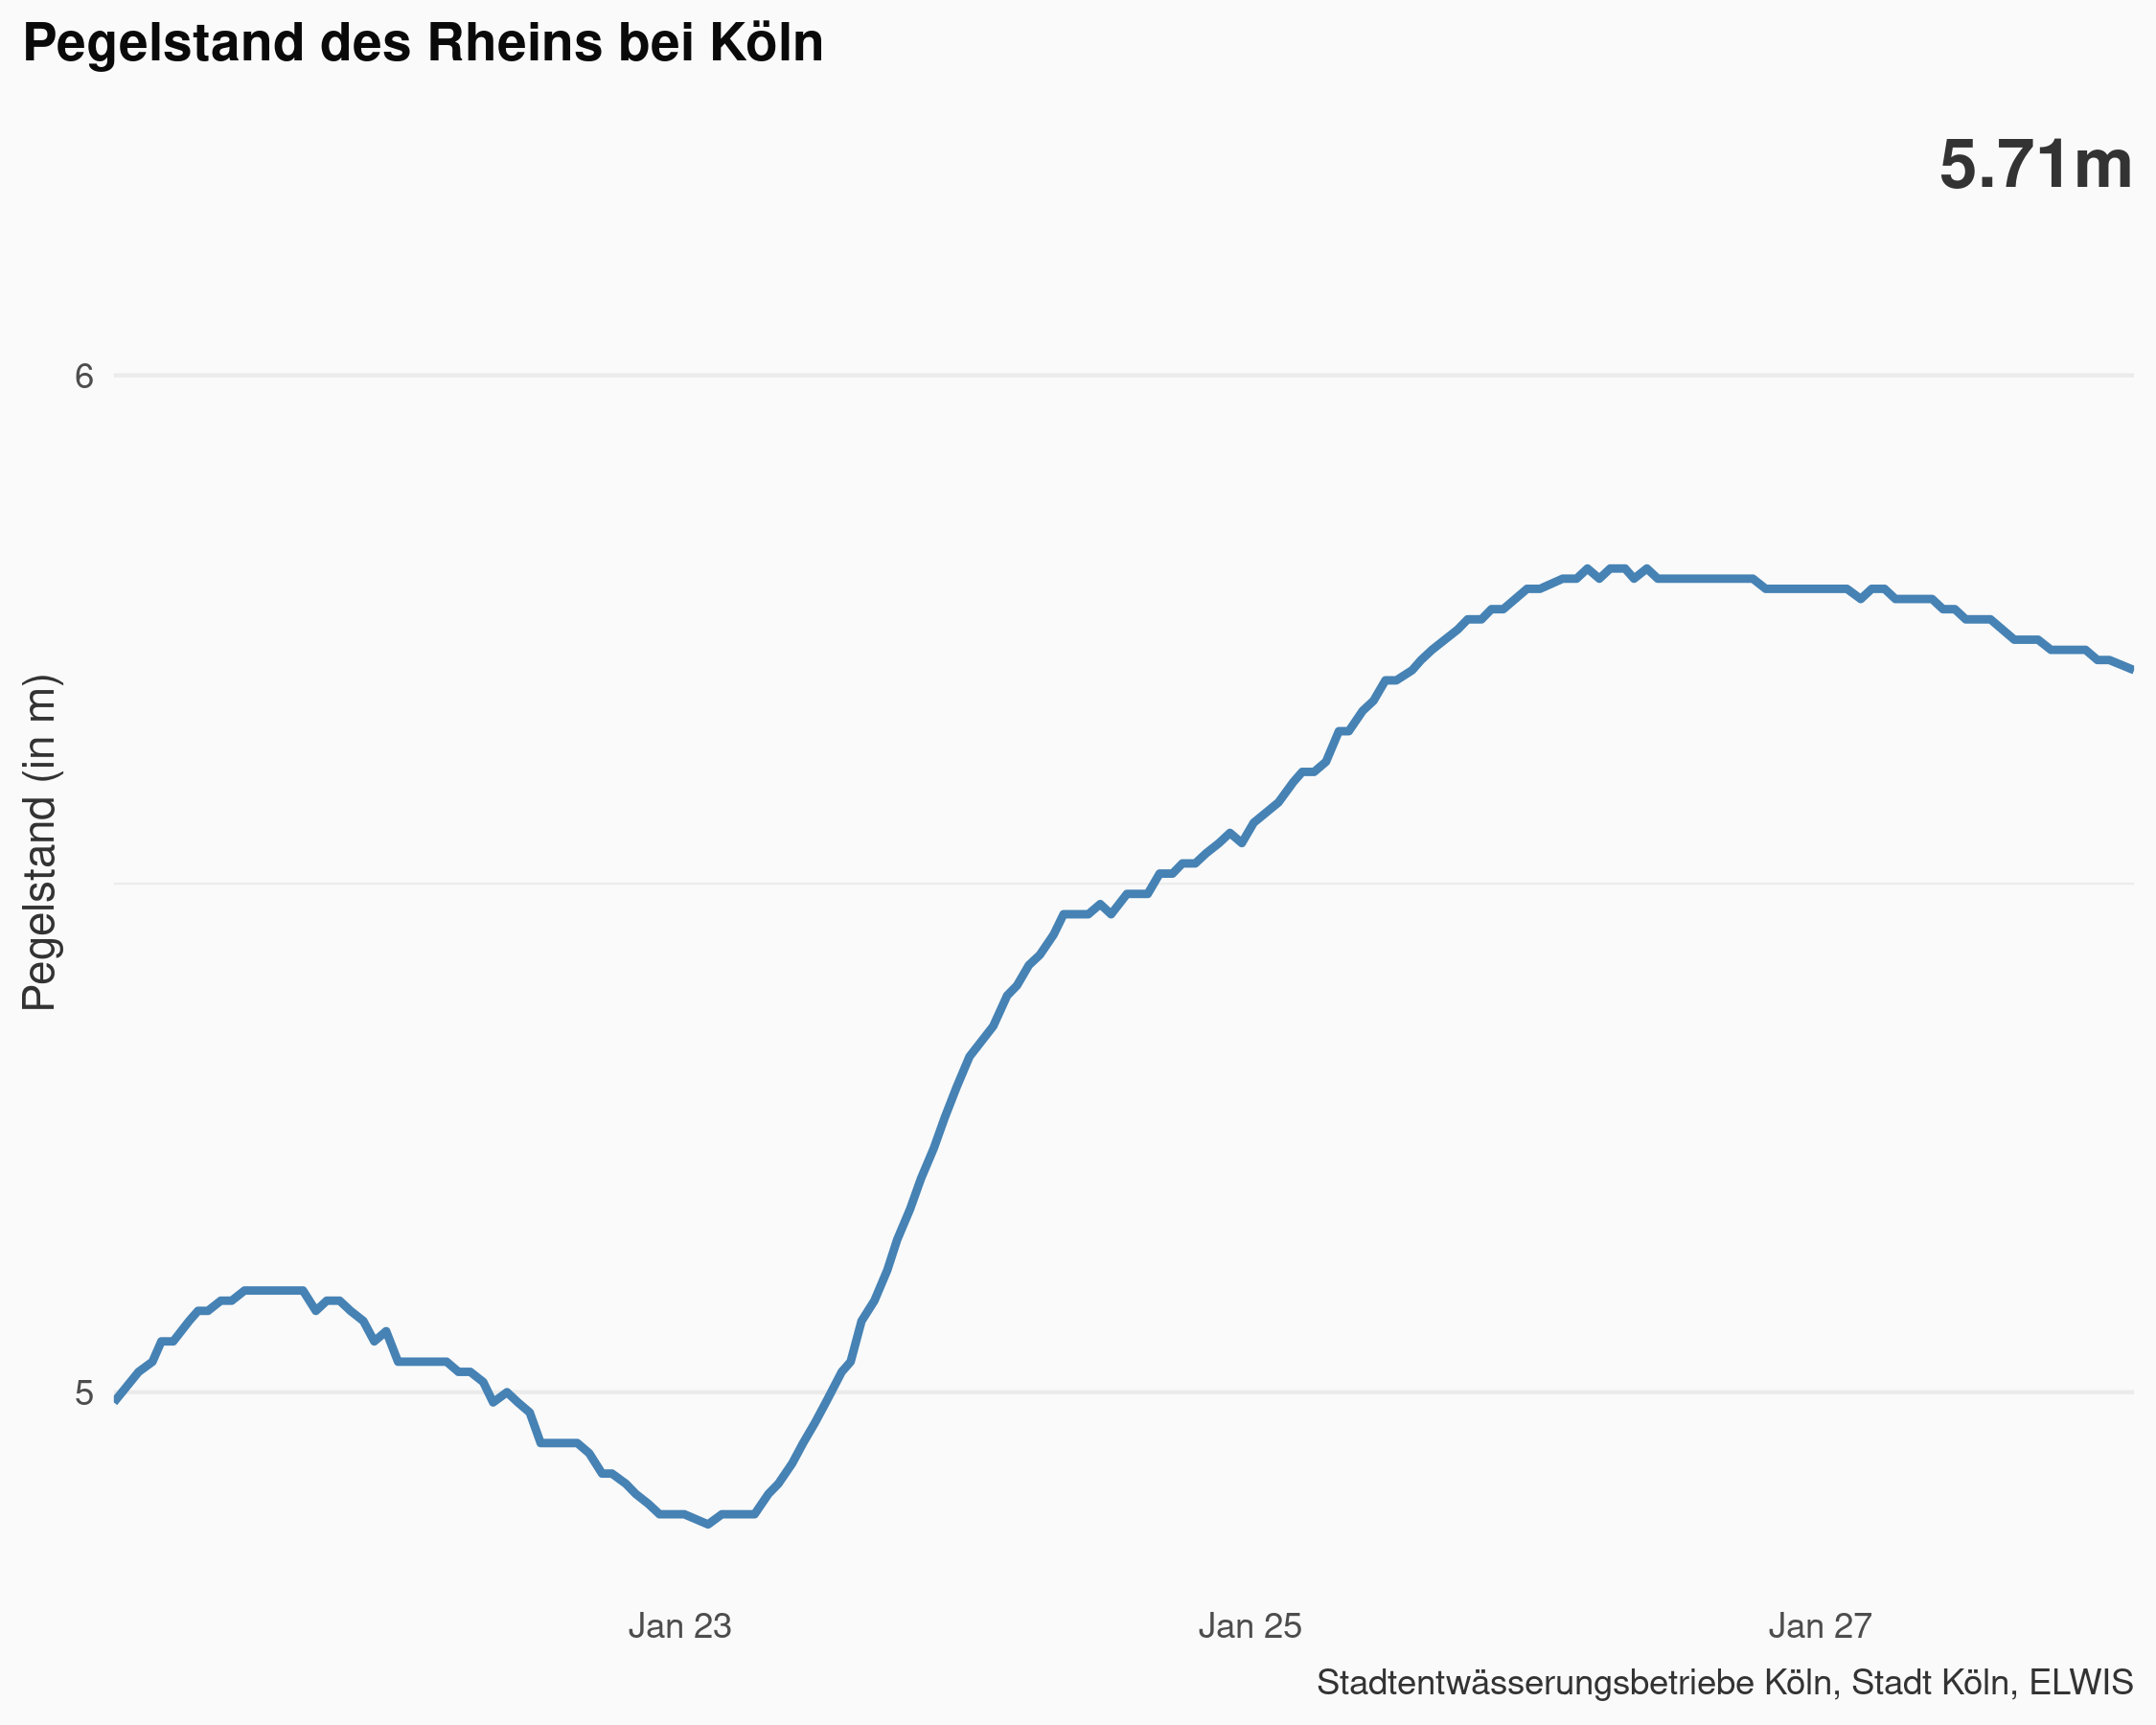 Pegelstand des Rheins bei Köln
5.71m
6
Pegelstand (in m)
5
Jan 23
Jan 25
Jan 27
Stadtentwässerungsbetriebe Köln, Stadt Köln, ELWIS